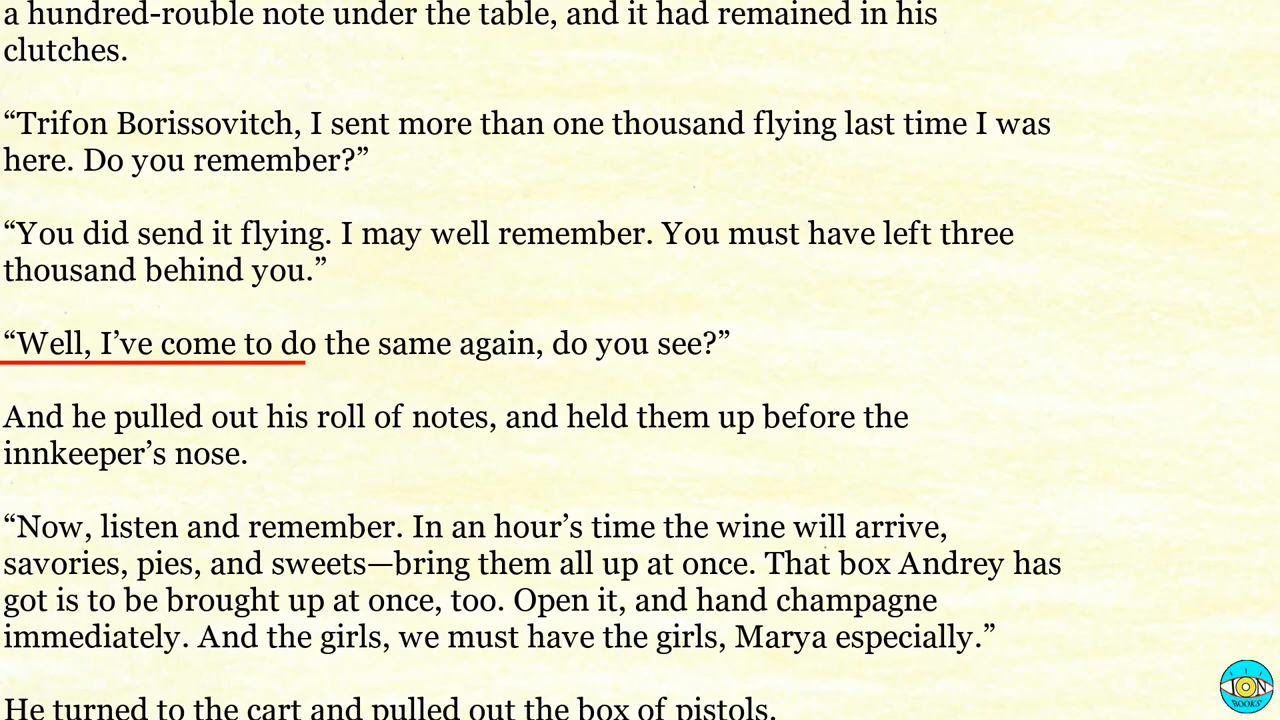 a hundred-rouble note under the table, and it had remained in his
clutches.
“Trifon Borissovitch, I sent more than one thousand flying last time I was
here. Do you remember?”
“You did send it flying. I may well remember. You must have left three
thousand behind you.”
“Well, I’ve come to do the same again, do you see?”
And he pulled out his roll of notes, and held them up before the
innkeeper’s nose.
“Now, listen and remember. In an hour’s time the wine will arrive,
savories, pies, and sweets—bring them all up at once. That box Andrey has
got is to be brought up at once, too. Open it, and hand champagne
immediately. And the girls, we must have the girls, Marya especially.”
He turned to the cart and pulled out the box of pistols.
ION
BOOKS